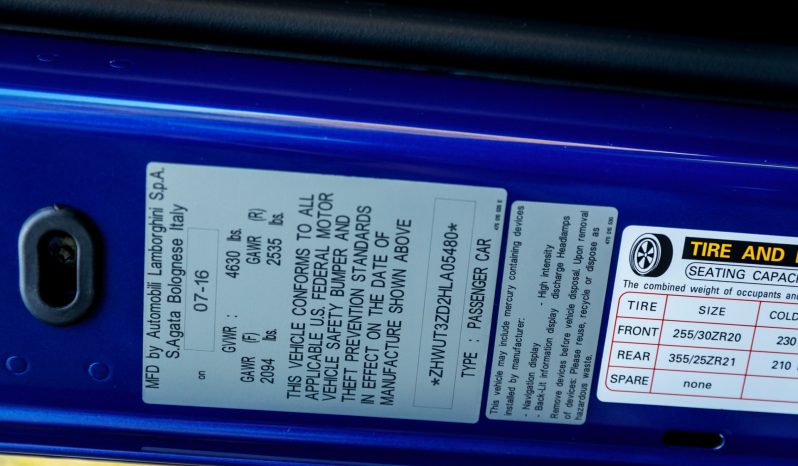 MFD by Automobili Lamborghini S.p.A.
S.Agata Bolognese Italy
on 07-16
GVWR : 4630 lbs.
GAWR (F) GAWR (R)
2094 lbs. 2535 lbs.
THIS VEHICLE CONFORMS TO ALL
APPLICABLE U.S. FEDERAL MOTOR
VEHICLE SAFETY BUMPER AND
THEFT PREVENTION STANDARDS
IN EFFECT ON THE DATE OF
MANUFACTURE SHOWN ABOVE
*ZHWUT3ZD2HLA05480*
TYPE : PASSENGER CAR
This vehicle may include mercury containing devices
installed by manufacturer:
- Navigation display - High intensity
- Back-Lit information display discharge Headlamps
Remove devices before vehicle disposal. Upon removal
of devices: Please reuse, recycle or dispose as
hazardous waste.
TIRE AND
SEATING CAPAC
The combined weight of occupants an
TIRE SIZE COLD
FRONT 255/30ZR20 230
REAR 355/25ZR21 210
SPARE none